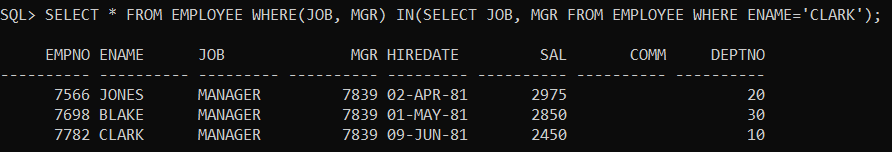 SQL> SELECT * FROM EMPLOYEE WHERE(JOB, MGR) IN(SELECT JOB, MGR FROM EMPLOYEE WHERE ENAME='CLARK');
     EMPNO ENAME      JOB              MGR HIREDATE         SAL       COMM     DEPTNO
---------- ---------- --------- ---------- --------- ---------- ---------- ----------
      7566 JONES      MANAGER         7839 02-APR-81       2975                    20
      7698 BLAKE      MANAGER         7839 01-MAY-81       2850                    30
      7782 CLARK      MANAGER         7839 09-JUN-81       2450                    10